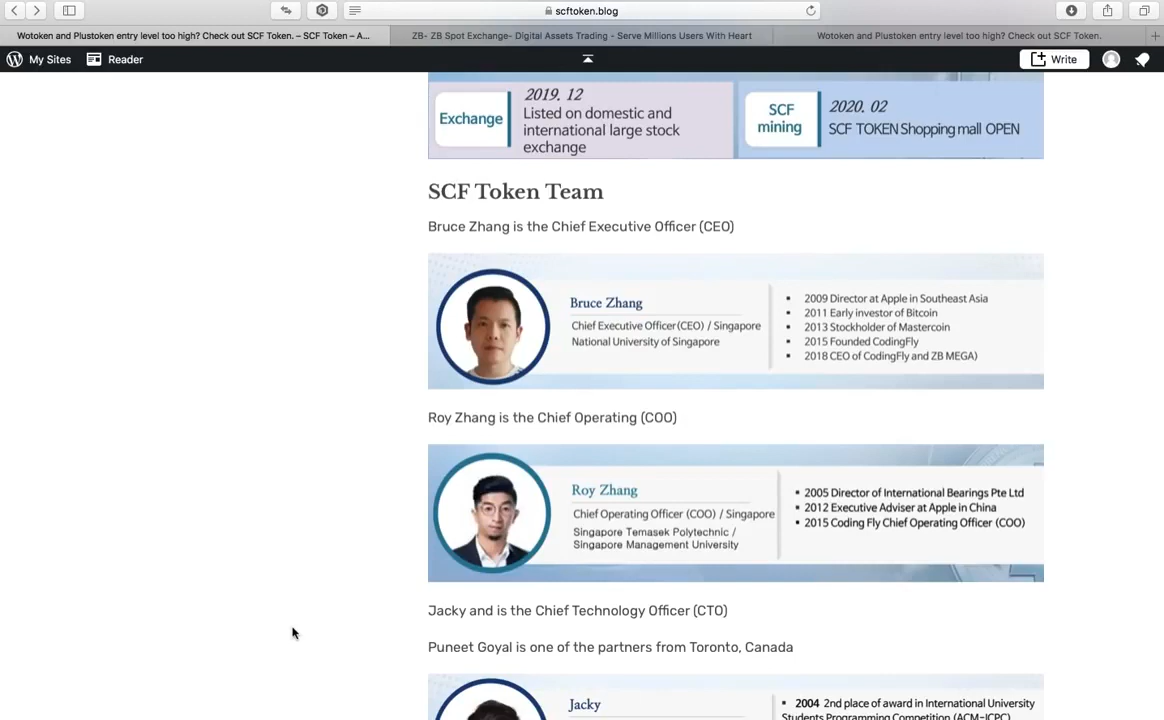 scftoken.blog
Wotoken and Plustoken entry level too high? Check out SCF Token. – SCF Token – A...
ZB- ZB Spot Exchange- Digital Assets Trading - Serve Millions Users With Heart
Wotoken and Plustoken entry level too high? Check out SCF Token.
My Sites
Reader
Write
Exchange
2019. 12
Listed on domestic and
international large stock
exchange
SCF
mining
2020. 02
SCF TOKEN Shopping mall OPEN
SCF Token Team
Bruce Zhang is the Chief Executive Officer (CEO)
Bruce Zhang
Chief Executive Officer(CEO) / Singapore
National University of Singapore
▪ 2009 Director at Apple in Southeast Asia
▪ 2011 Early investor of Bitcoin
▪ 2013 Stockholder of Mastercoin
▪ 2015 Founded CodingFly
▪ 2018 CEO of CodingFly and ZB MEGA)
Roy Zhang is the Chief Operating (COO)
Roy Zhang
Chief Operating Officer (COO) / Singapore
Singapore Temasek Polytechnic /
Singapore Management University
▪ 2005 Director of International Bearings Pte Ltd
▪ 2012 Executive Adviser at Apple in China
▪ 2015 Coding Fly Chief Operating Officer (COO)
Jacky and is the Chief Technology Officer (CTO)
Puneet Goyal is one of the partners from Toronto, Canada
Jacky
▪ 2004 2nd place of award in International University
Students Programming Competition (ACM-ICPC)